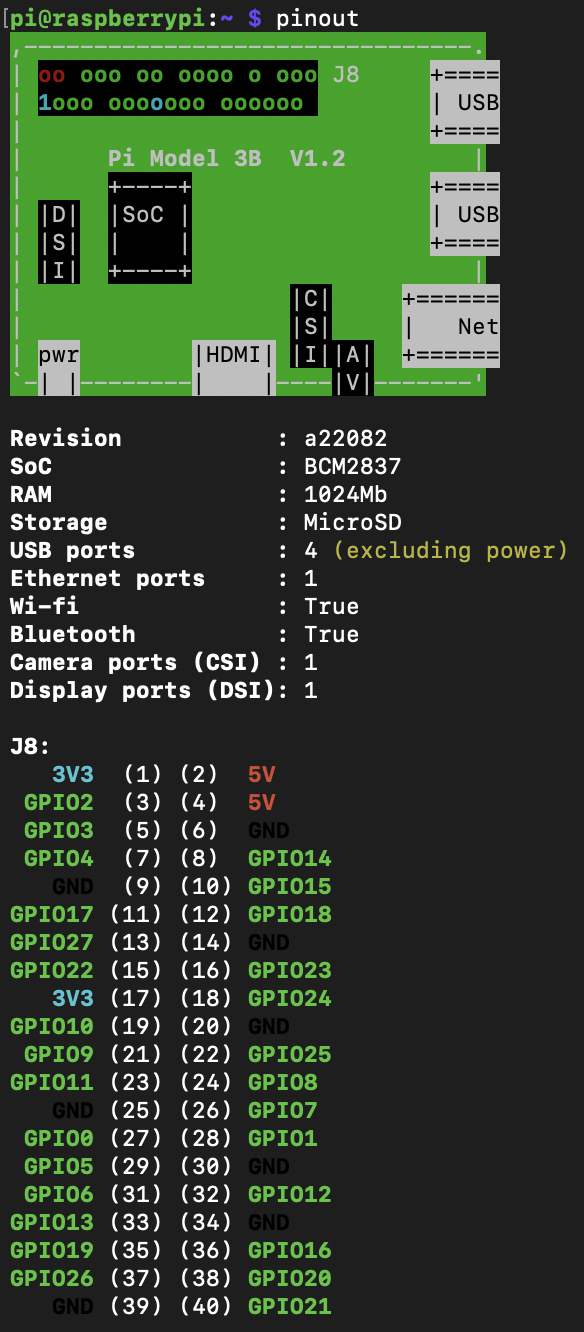 [pi@raspberrypi:~ $ pinout
,--------------------------------.
| oo ooo oo oooo o ooo J8     +====
| 1ooo ooooooo oooooo         | USB
|                             +====
|      Pi Model 3B  V1.2         |
|      +----+                 +====
| |D|  |SoC |                 | USB
| |S|  |    |                 +====
| |I|  +----+                    |
|                   |C|     +======
|                   |S|     |   Net
| pwr        |HDMI| |I||A|  +======
`-| |--------|    |----|V|-------'

Revision           : a22082
SoC                : BCM2837
RAM                : 1024Mb
Storage            : MicroSD
USB ports          : 4 (excluding power)
Ethernet ports     : 1
Wi-fi              : True
Bluetooth          : True
Camera ports (CSI) : 1
Display ports (DSI): 1

J8:
   3V3  (1) (2)  5V
 GPIO2  (3) (4)  5V
 GPIO3  (5) (6)  GND
 GPIO4  (7) (8)  GPIO14
   GND  (9) (10) GPIO15
GPIO17 (11) (12) GPIO18
GPIO27 (13) (14) GND
GPIO22 (15) (16) GPIO23
   3V3 (17) (18) GPIO24
GPIO10 (19) (20) GND
 GPIO9 (21) (22) GPIO25
GPIO11 (23) (24) GPIO8
   GND (25) (26) GPIO7
 GPIO0 (27) (28) GPIO1
 GPIO5 (29) (30) GND
 GPIO6 (31) (32) GPIO12
GPIO13 (33) (34) GND
GPIO19 (35) (36) GPIO16
GPIO26 (37) (38) GPIO20
   GND (39) (40) GPIO21